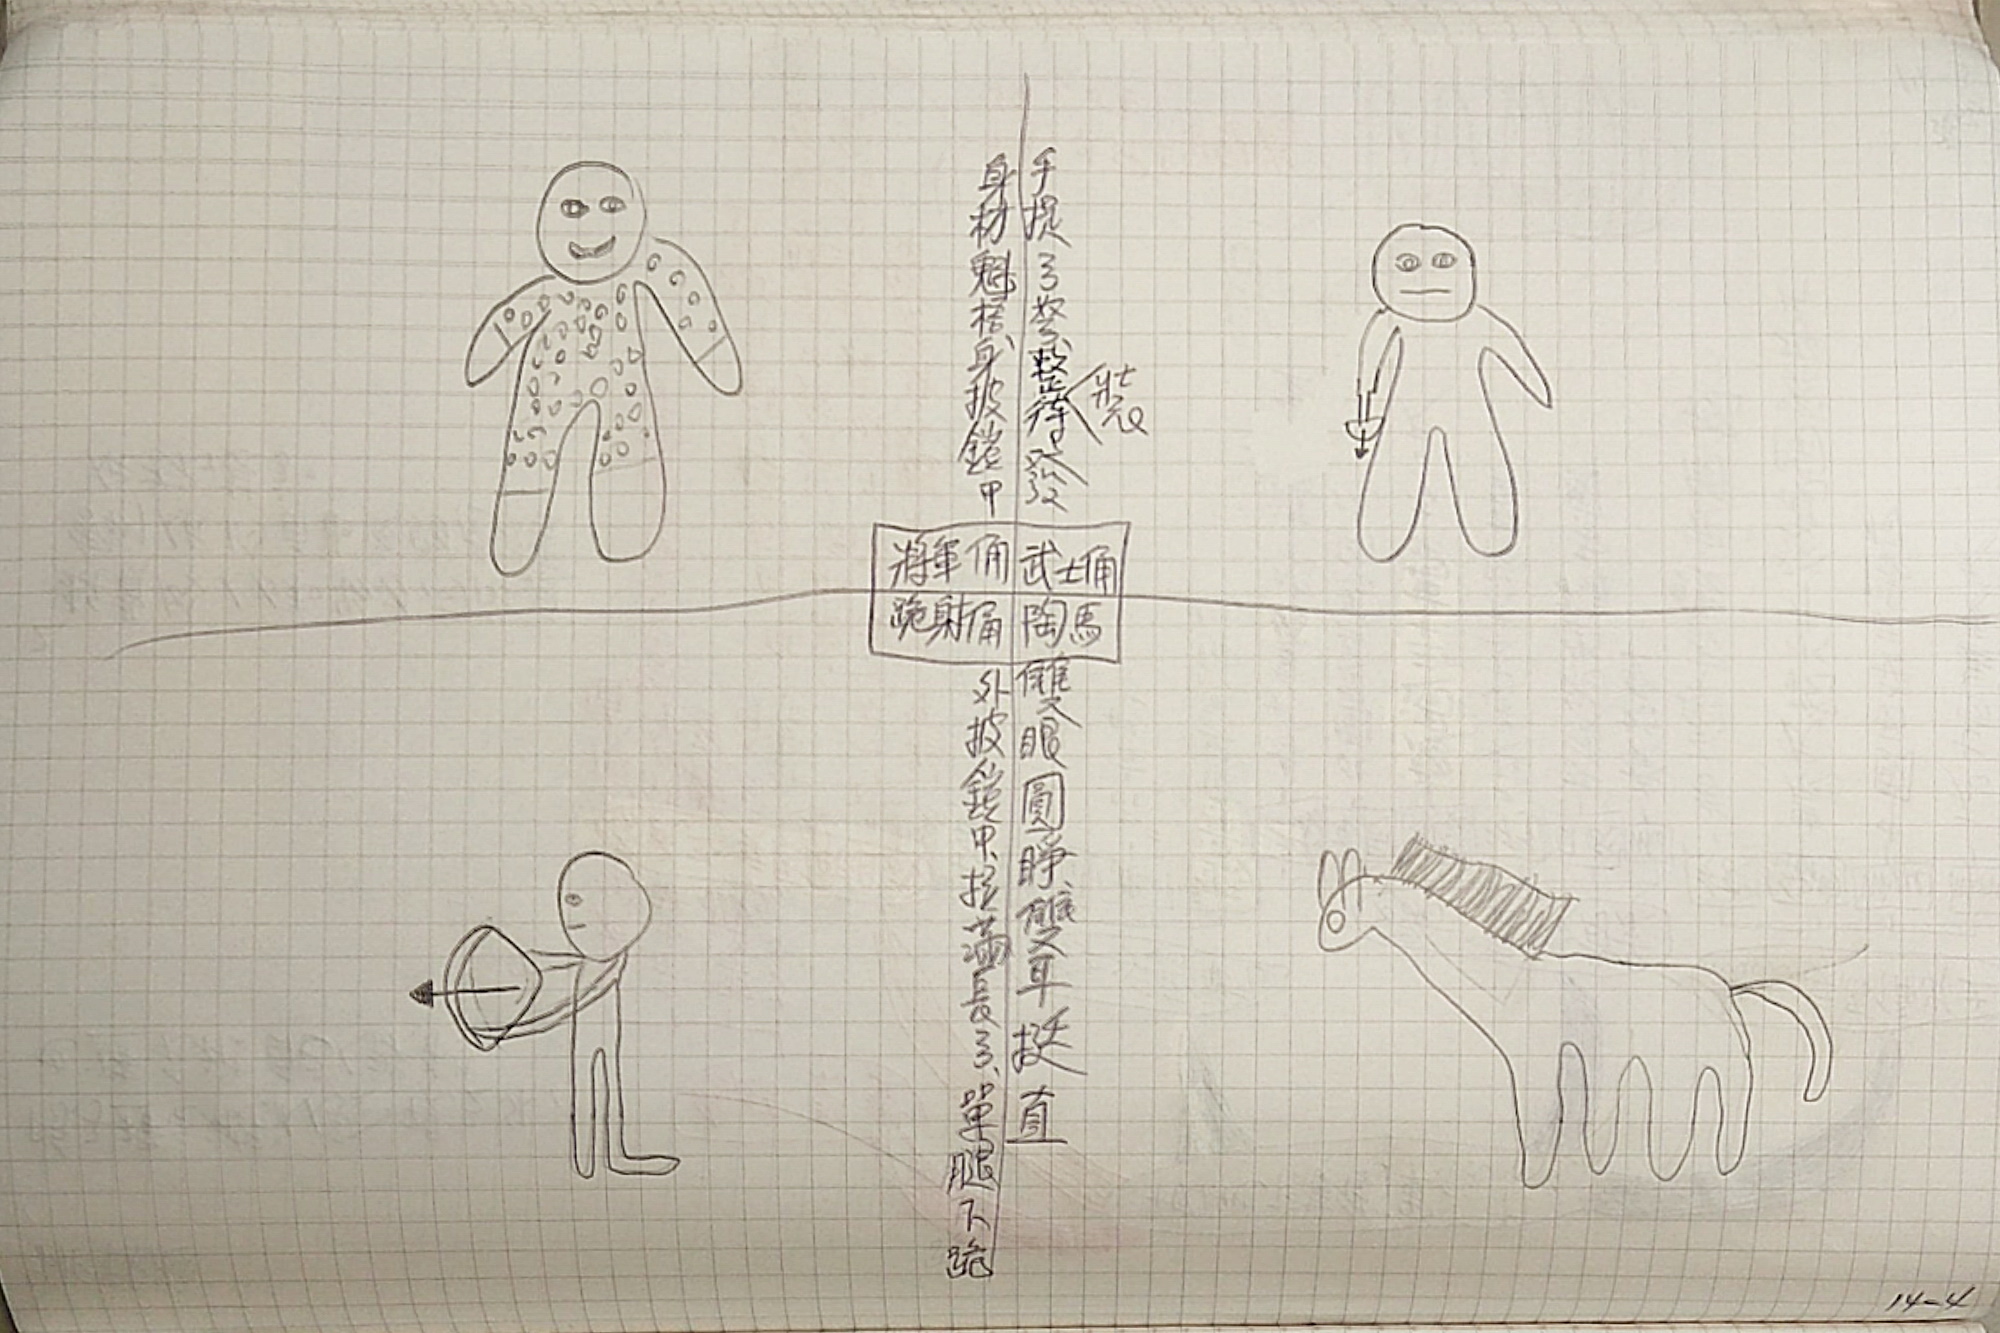 手握弓弩整待發
裝
身材魁梧、身披鎧甲
將軍俑
武士俑
跪射俑
陶馬
雙眼圓睜、雙耳挺直
外披鎧甲、滿長弓、單腿下跪
14-4